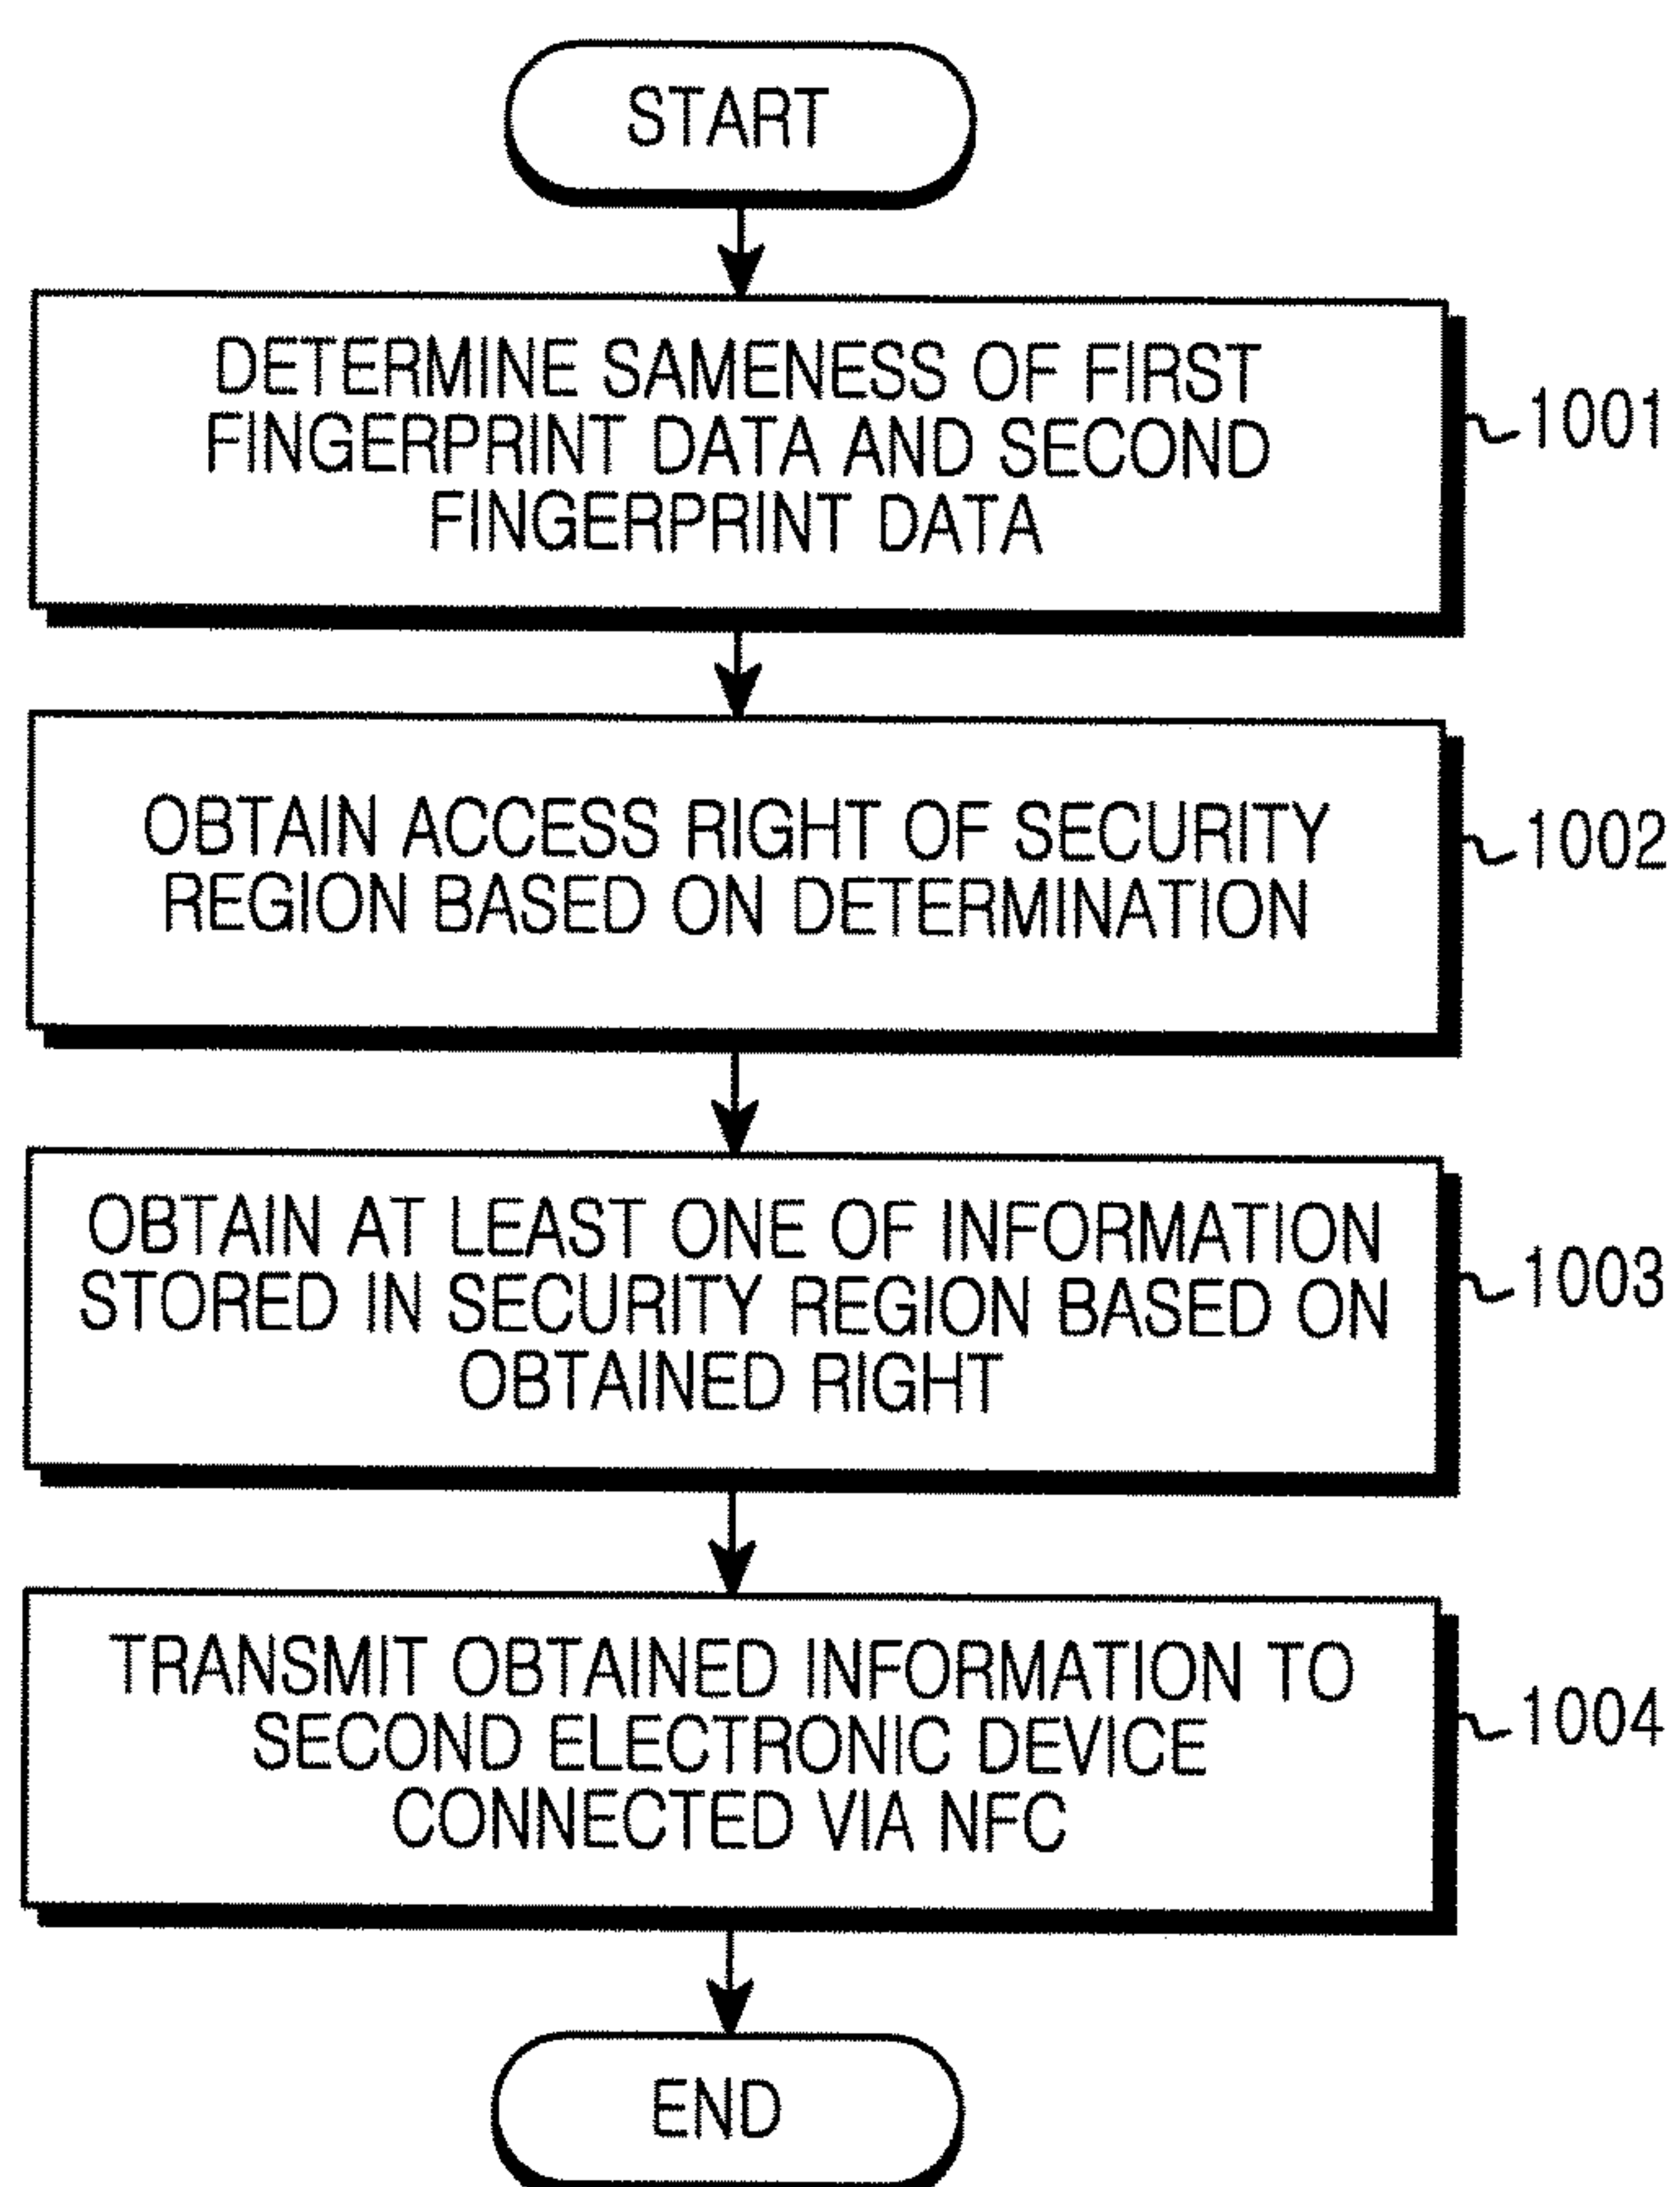 START
DETERMINE SAMENESS OF FIRST
FINGERPRINT DATA AND SECOND
FINGERPRINT DATA
1001
OBTAIN ACCESS RIGHT OF SECURITY
REGION BASED ON DETERMINATION
1002
OBTAIN AT LEAST ONE OF INFORMATION
STORED IN SECURITY REGION BASED ON
OBTAINED RIGHT
1003
TRANSMIT OBTAINED INFORMATION TO
SECOND ELECTRONIC DEVICE
CONNECTED VIA NFC
1004
END